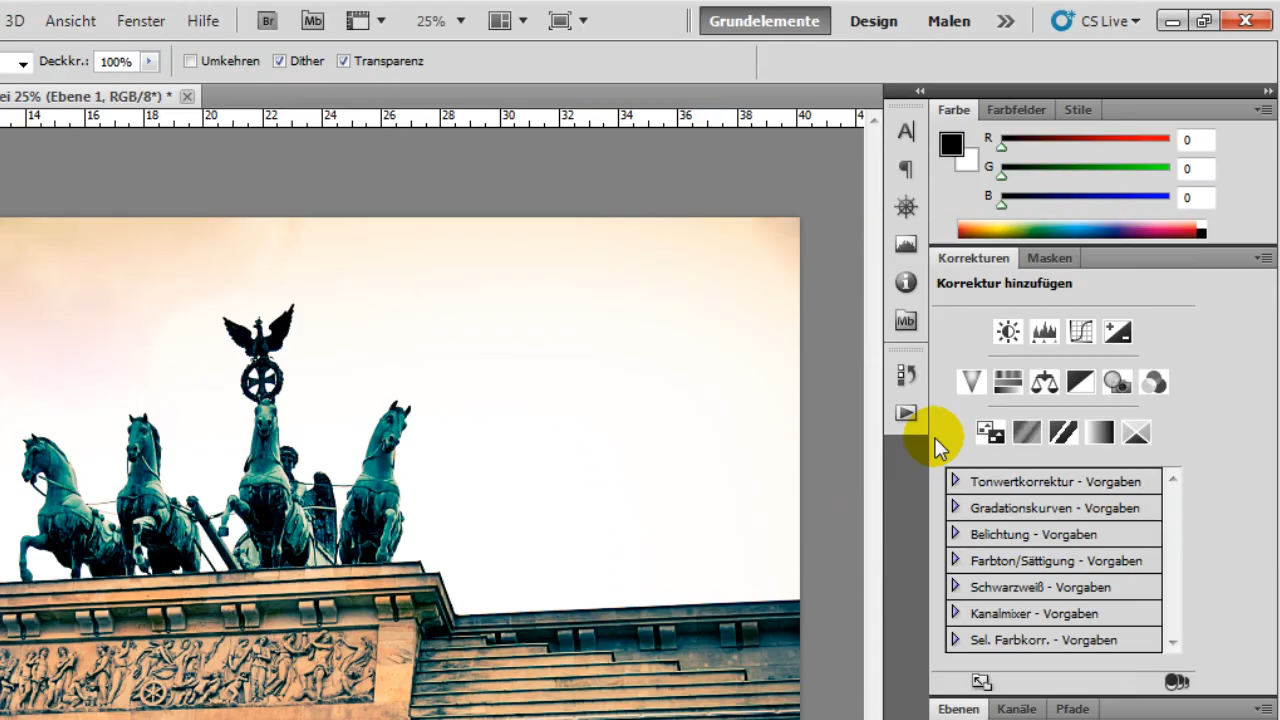 3D Ansicht Fenster Hilfe Br Mb 25% Grundelemente Design Malen CS Live
Deckkr.: 100% Umkehren Dither Transparenz
ei 25% (Ebene 1, RGB/8*) *
14 16 18 20 22 24 26 28 30 32 34 36 38 40 4
Farbe Farbfelder Stile
R 0
G 0
B 0
A
Mb
Korrekturen Masken
Korrektur hinzufügen
Tonwertkorrektur - Vorgaben
Gradationskurven - Vorgaben
Belichtung - Vorgaben
Farbton/Sättigung - Vorgaben
Schwarzweiß - Vorgaben
Kanalmixer - Vorgaben
Sel. Farbkorr. - Vorgaben
Ebenen Kanäle Pfade